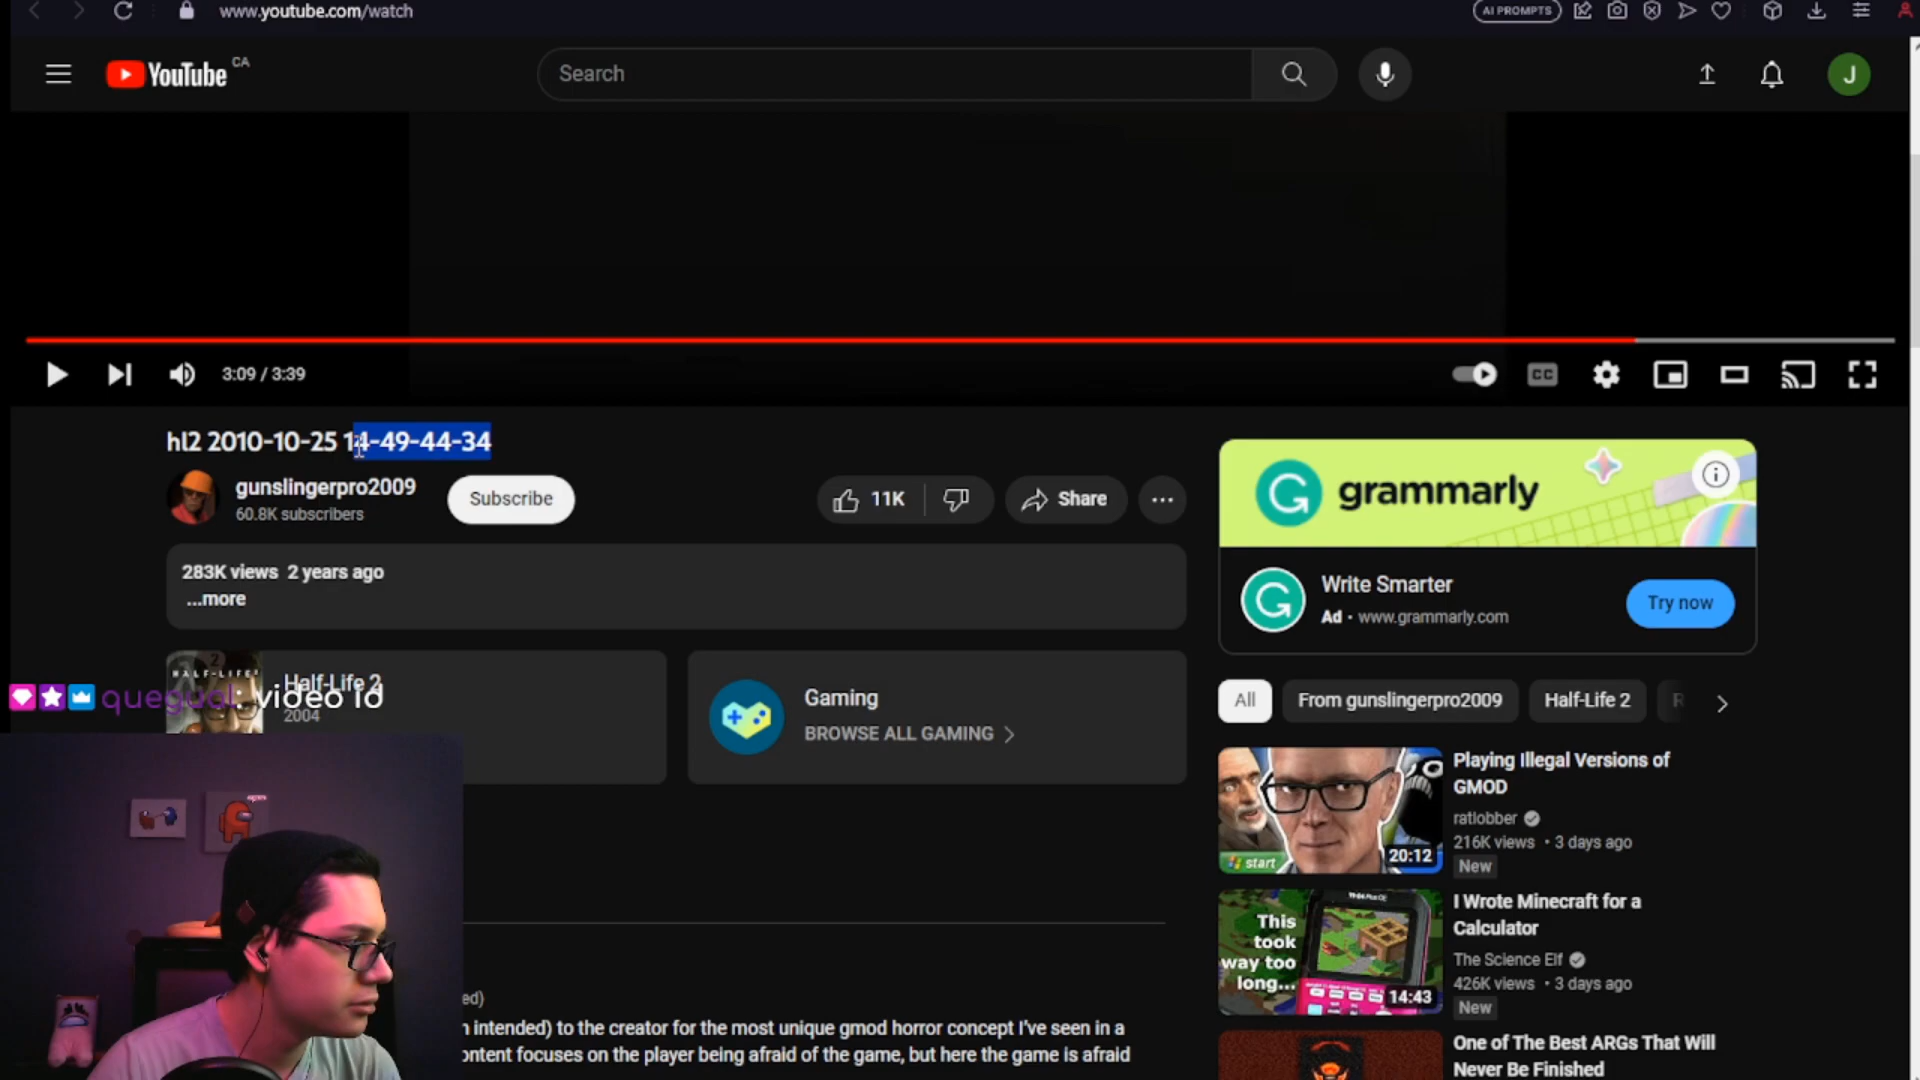 www.youtube.com/watch
AI PROMPTS
YouTube CA
Search
J
3:09 / 3:39
CC
hl2 2010-10-25 14-49-44-34
gunslingerpro2009
60.8K subscribers
Subscribe
11K
Share
283K views 2 years ago
...more
HALF-LIFE 2
Half-Life 2
2004
quegual: video id
Gaming
BROWSE ALL GAMING
grammarly
Write Smarter
Ad · www.grammarly.com
Try now
All
From gunslingerpro2009
Half-Life 2
R
start
20:12
Playing Illegal Versions of
GMOD
ratlobber
216K views · 3 days ago
New
This
took
way too
long...
14:43
I Wrote Minecraft for a
Calculator
The Science Elf
426K views · 3 days ago
New
One of The Best ARGs That Will
Never Be Finished
ed)
n intended) to the creator for the most unique gmod horror concept I've seen in a
ontent focuses on the player being afraid of the game, but here the game is afraid